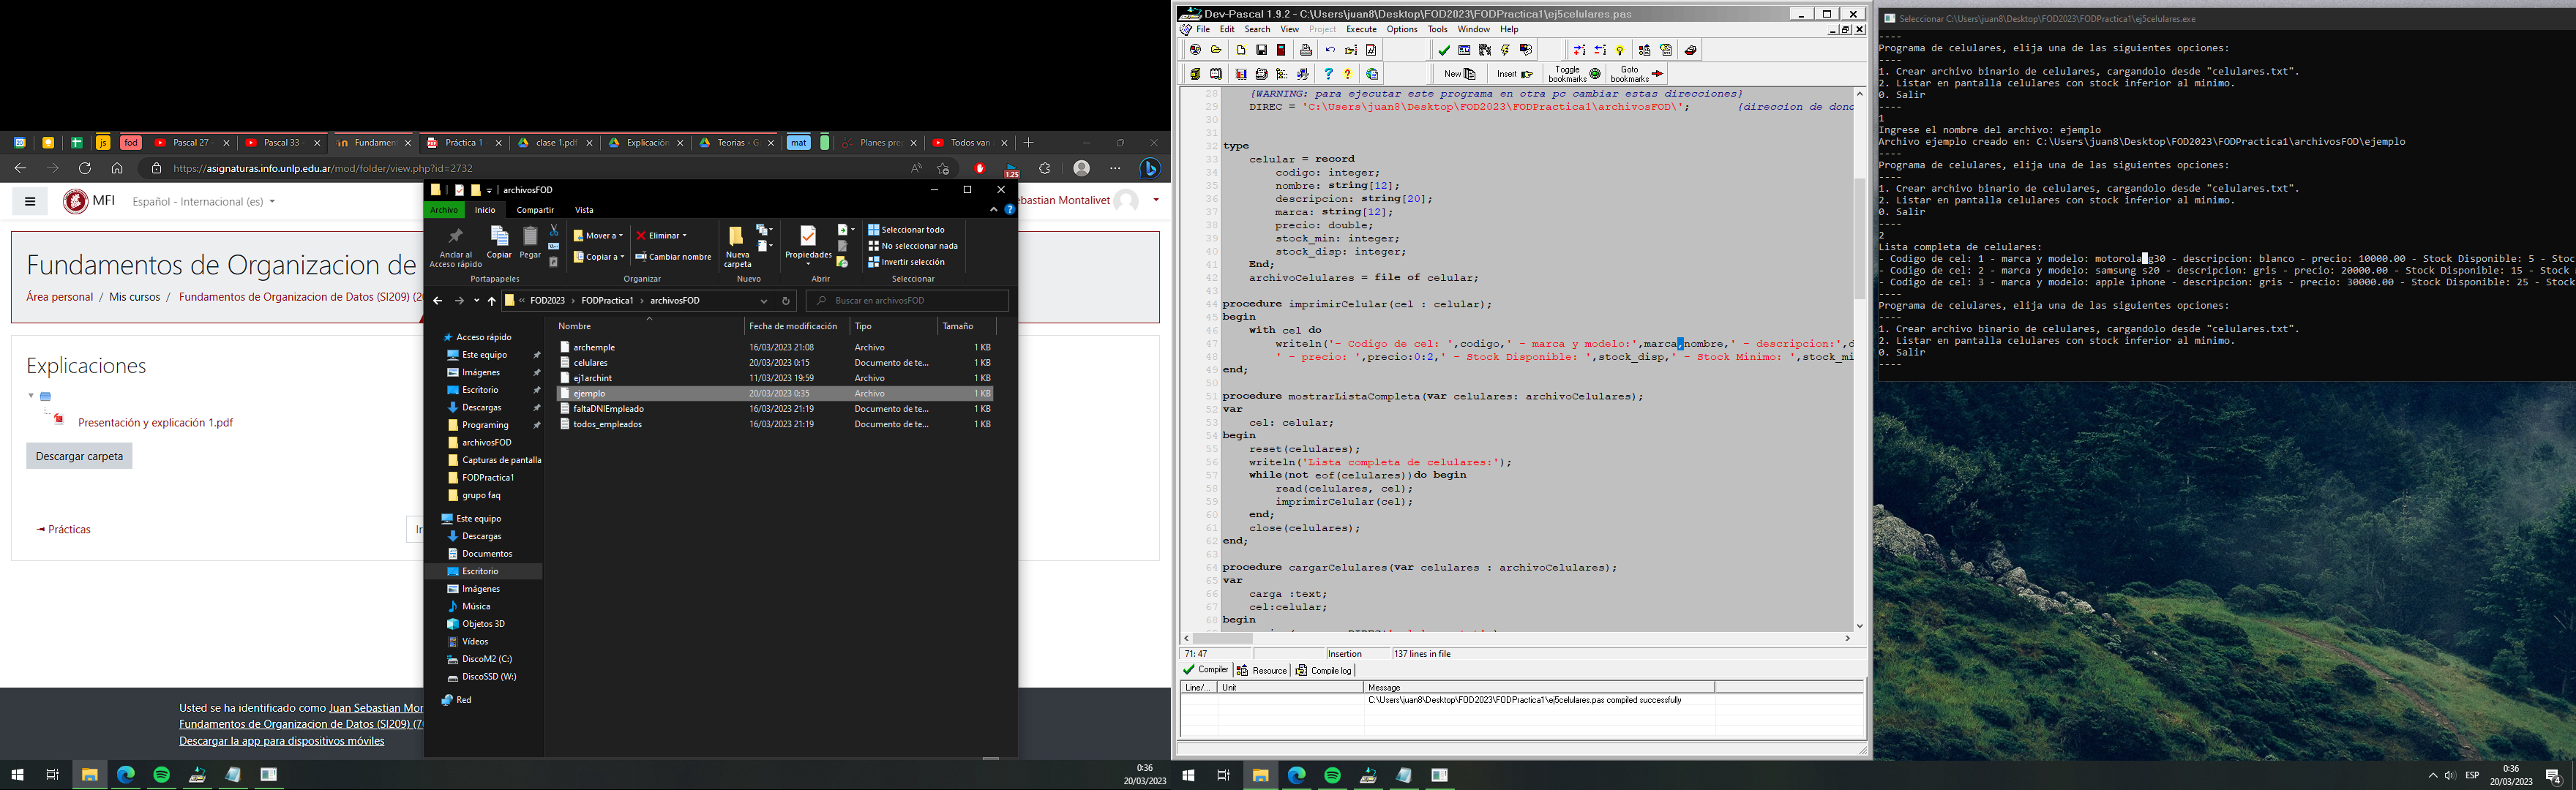 Pascal 27 -
Pascal 33 -
Fundament
Práctica 1 -
clase 1.pdf
Explicación
Teorias - G
mat
Planes pre
Todos van
js
fod
https://asignaturas.info.unlp.edu.ar/mod/folder/view.php?id=2732
1.25
MFI
Español - Internacional (es)
ebastian Montalivet
Fundamentos de Organizacion de
Área personal / Mis cursos / Fundamentos de Organizacion de Datos (SI209) (2
Explicaciones
Presentación y explicación 1.pdf
Descargar carpeta
Prácticas
Ir
Usted se ha identificado como Juan Sebastian Mon
Fundamentos de Organizacion de Datos (SI209) (7
Descargar la app para dispositivos móviles
archivosFOD
Archivo
Inicio
Compartir
Vista
Anclar al
Acceso rápido
Copiar
Pegar
Mover a
Copiar a
Eliminar
Cambiar nombre
Nueva
carpeta
Propiedades
Seleccionar todo
No seleccionar nada
Invertir selección
Portapapeles
Organizar
Nuevo
Abrir
Seleccionar
FOD2023 › FODPractica1 › archivosFOD
Buscar en archivosFOD
Nombre Fecha de modificación Tipo Tamaño
archemple 16/03/2023 21:08 Archivo 1 KB
celulares 20/03/2023 0:15 Documento de te... 1 KB
ej1archint 11/03/2023 19:59 Archivo 1 KB
ejemplo 20/03/2023 0:35 Archivo 1 KB
faltaDNIEmpleado 16/03/2023 21:19 Documento de te... 1 KB
todos_empleados 16/03/2023 21:19 Documento de te... 1 KB
Acceso rápido
Este equipo
Imágenes
Escritorio
Descargas
Programing
archivosFOD
Capturas de pantalla
FODPractica1
grupo faq
Este equipo
Descargas
Documentos
Escritorio
Imágenes
Música
Objetos 3D
Vídeos
DiscoM2 (C:)
DiscoSSD (W:)
Red
0:36
20/03/2023
Dev-Pascal 1.9.2 - C:\Users\juan8\Desktop\FOD2023\FODPractica1\ej5celulares.pas
File Edit Search View Project Execute Options Tools Window Help
New
Insert
Toggle
bookmarks
Goto
bookmarks
28 {WARNING: para ejecutar este programa en otra pc cambiar estas direcciones}
29 DIREC = 'C:\Users\juan8\Desktop\FOD2023\FODPractica1\archivosFOD\'; {direccion de dond
30
31
32 type
33 celular = record
34 codigo: integer;
35 nombre: string[12];
36 descripcion: string[20];
37 marca: string[12];
38 precio: double;
39 stock_min: integer;
40 stock_disp: integer;
41 End;
42 archivoCelulares = file of celular;
43
44 procedure imprimirCelular(cel : celular);
45 begin
46 with cel do
47 writeln('- Codigo de cel: ',codigo,' - marca y modelo:',marca,nombre,' - descripcion:',d
48 ' - precio: ',precio:0:2,' - Stock Disponible: ',stock_disp,' - Stock Minimo: ',stock_mi
49 end;
50
51 procedure mostrarListaCompleta(var celulares: archivoCelulares);
52 var
53 cel: celular;
54 begin
55 reset(celulares);
56 writeln('Lista completa de celulares:');
57 while(not eof(celulares))do begin
58 read(celulares, cel);
59 imprimirCelular(cel);
60 end;
61 close(celulares);
62 end;
63
64 procedure cargarCelulares(var celulares : archivoCelulares);
65 var
66 carga :text;
67 cel:celular;
68 begin
71: 47 Insertion 137 lines in file
Compiler Resource Compile log
Line/... Unit Message
C:\Users\juan8\Desktop\FOD2023\FODPractica1\ej5celulares.pas compiled successfully
Seleccionar C:\Users\juan8\Desktop\FOD2023\FODPractica1\ej5celulares.exe
----
Programa de celulares, elija una de las siguientes opciones:
----
1. Crear archivo binario de celulares, cargandolo desde "celulares.txt".
2. Listar en pantalla celulares con stock inferior al minimo.
0. Salir
----
1
Ingrese el nombre del archivo: ejemplo
Archivo ejemplo creado en: C:\Users\juan8\Desktop\FOD2023\FODPractica1\archivosFOD\ejemplo
----
Programa de celulares, elija una de las siguientes opciones:
----
1. Crear archivo binario de celulares, cargandolo desde "celulares.txt".
2. Listar en pantalla celulares con stock inferior al minimo.
0. Salir
----
2
Lista completa de celulares:
- Codigo de cel: 1 - marca y modelo: motorola g30 - descripcion: blanco - precio: 10000.00 - Stock Disponible: 5 - Stoc
- Codigo de cel: 2 - marca y modelo: samsung s20 - descripcion: gris - precio: 20000.00 - Stock Disponible: 15 - Stock M
- Codigo de cel: 3 - marca y modelo: apple iphone - descripcion: gris - precio: 30000.00 - Stock Disponible: 25 - Stock
----
Programa de celulares, elija una de las siguientes opciones:
----
1. Crear archivo binario de celulares, cargandolo desde "celulares.txt".
2. Listar en pantalla celulares con stock inferior al minimo.
0. Salir
----
ESP
0:36
20/03/2023
4